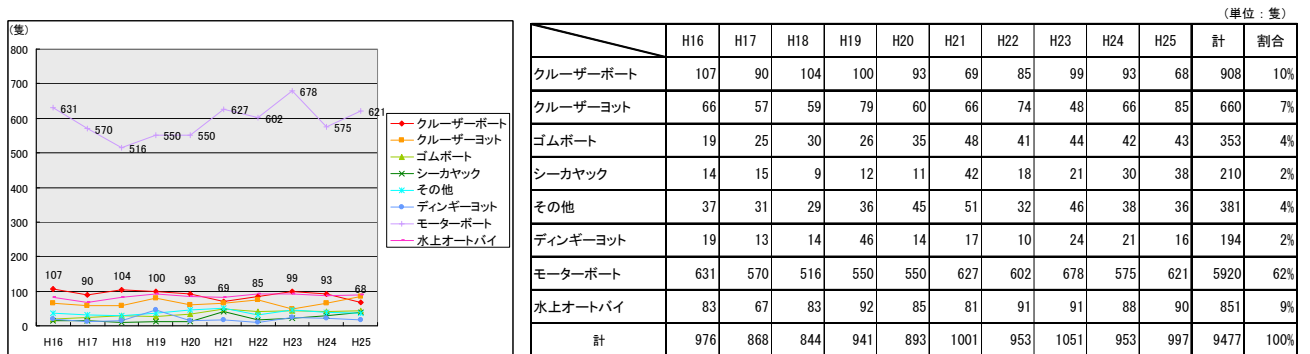 (隻)
800
700
600
500
400
300
200
100
0
631
570
516
550
550
627
602
678
575
621
107
90
104
100
93
69
85
99
93
68
H16 H17 H18 H19 H20 H21 H22 H23 H24 H25
クルーザーボート
クルーザーヨット
ゴムボート
シーカヤック
その他
ディンギーヨット
モーターボート
水上オートバイ
(単位:隻)
H16 H17 H18 H19 H20 H21 H22 H23 H24 H25 計 割合
クルーザーボート 107 90 104 100 93 69 85 99 93 68 908 10%
クルーザーヨット 66 57 59 79 60 66 74 48 66 85 660 7%
ゴムボート 19 25 30 26 35 48 41 44 42 43 353 4%
シーカヤック 14 15 9 12 11 42 18 21 30 38 210 2%
その他 37 31 29 36 45 51 32 46 38 36 381 4%
ディンギーヨット 19 13 14 46 14 17 10 24 21 16 194 2%
モーターボート 631 570 516 550 550 627 602 678 575 621 5920 62%
水上オートバイ 83 67 83 92 85 81 91 91 88 90 851 9%
計 976 868 844 941 893 1001 953 1051 953 997 9477 100%